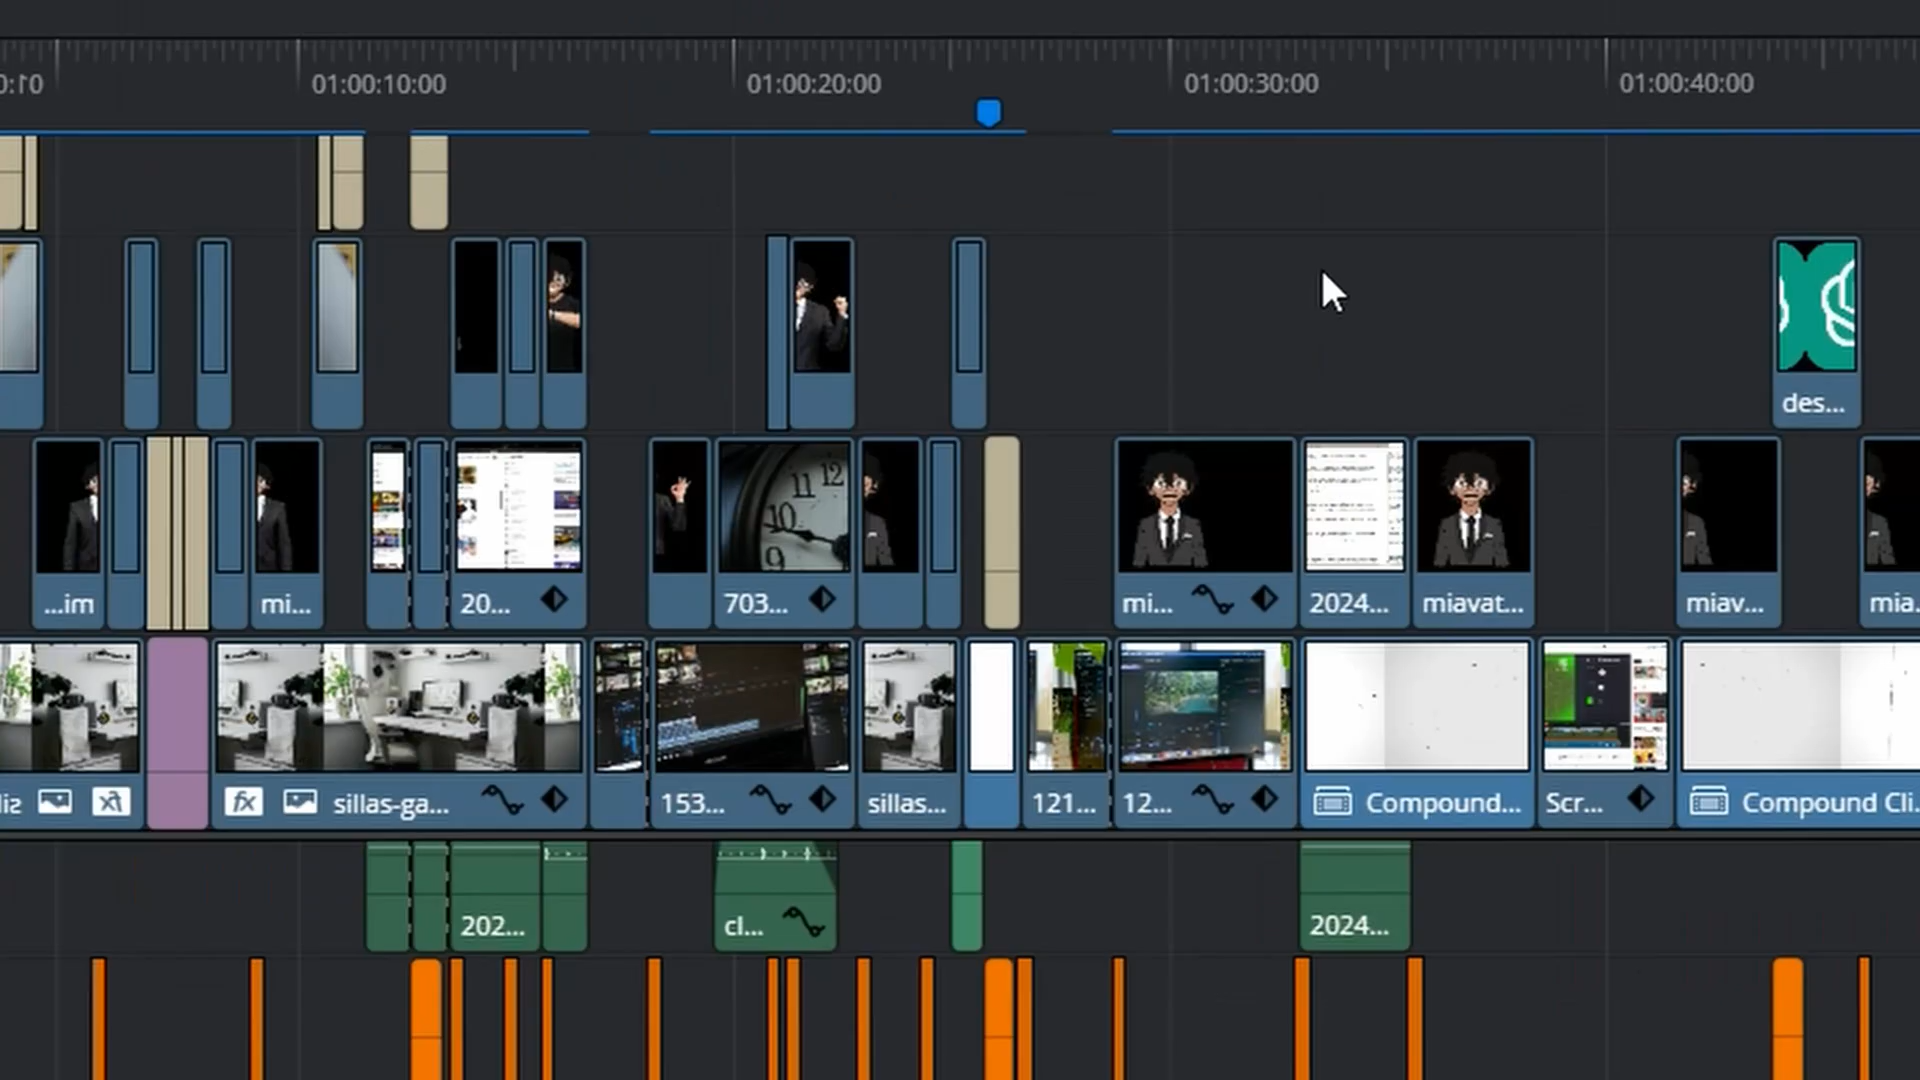 01:00:10:00 01:00:20:00 01:00:30:00 01:00:40:00
des...
...im mi... 20... 703... mi... 2024... miavat... miav... mia.
fx sillas-ga... 153... sillas... 121... 12... Compound... Scr... Compound Cli...
202... cl... 2024...